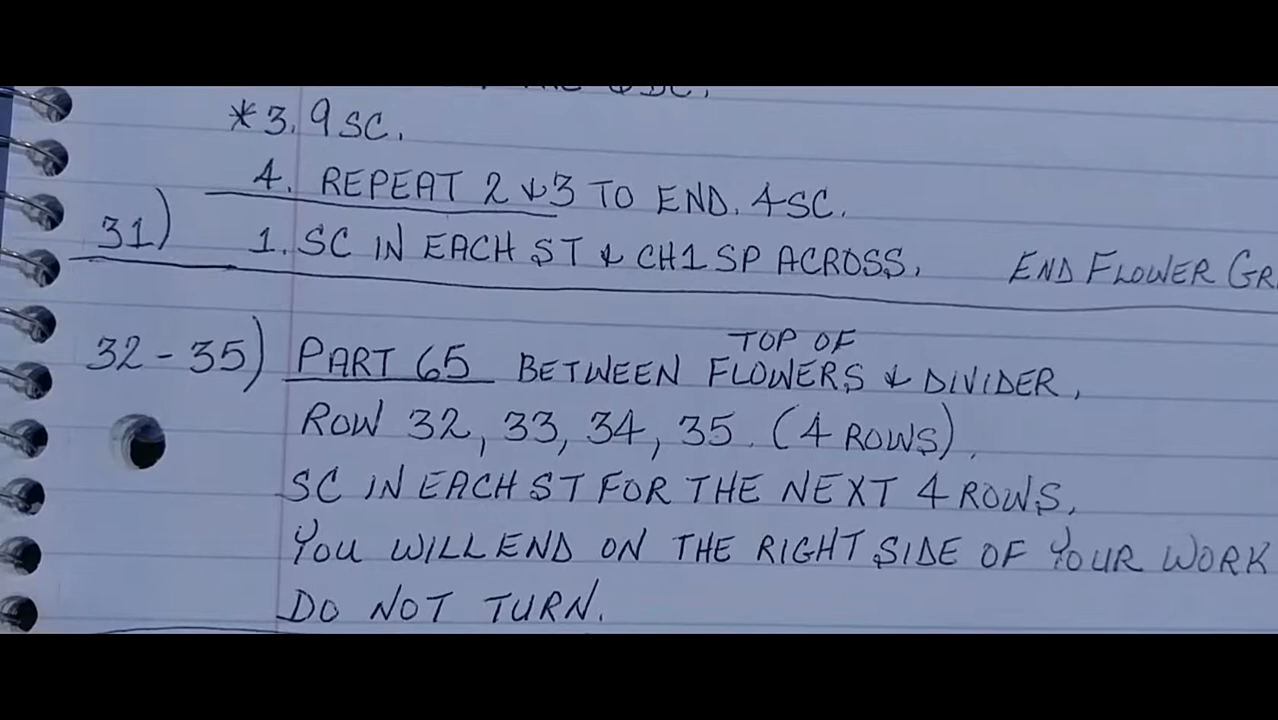 *3. 9 SC.
4. REPEAT 2 & 3 TO END. 4 SC.
31) 1. SC IN EACH ST & CH1 SP ACROSS. END FLOWER GR
32-35) PART 65 BETWEEN TOP OF FLOWERS & DIVIDER,
ROW 32, 33, 34, 35. (4 ROWS).
SC IN EACH ST FOR THE NEXT 4 ROWS,
YOU WILL END ON THE RIGHT SIDE OF YOUR WORK
DO NOT TURN.